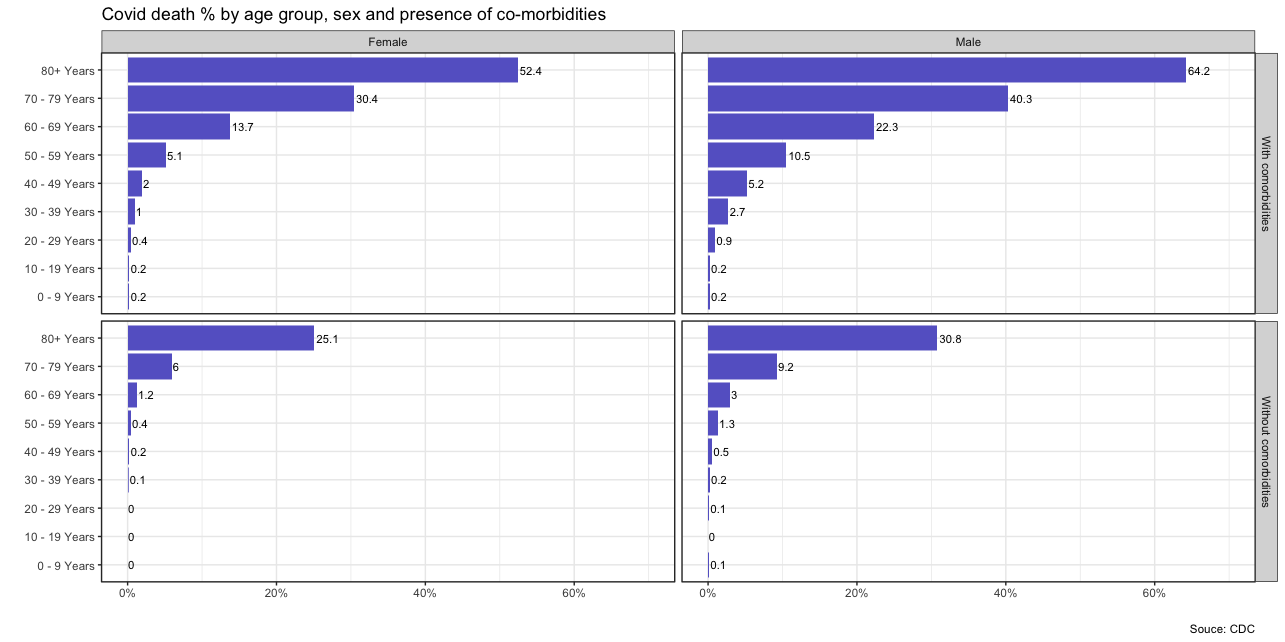 Covid death % by age group, sex and presence of co-morbidities
Female
Male
80+ Years 52.4 64.2
70 - 79 Years 30.4 40.3
60 - 69 Years 13.7 22.3
50 - 59 Years 5.1 10.5
40 - 49 Years 2 5.2
30 - 39 Years 1 2.7
20 - 29 Years 0.4 0.9
10 - 19 Years 0.2 0.2
0 - 9 Years 0.2 0.2
With comorbidities
80+ Years 25.1 30.8
70 - 79 Years 6 9.2
60 - 69 Years 1.2 3
50 - 59 Years 0.4 1.3
40 - 49 Years 0.2 0.5
30 - 39 Years 0.1 0.2
20 - 29 Years 0 0.1
10 - 19 Years 0 0
0 - 9 Years 0 0.1
Without comorbidities
0% 20% 40% 60% 0% 20% 40% 60%
Souce: CDC